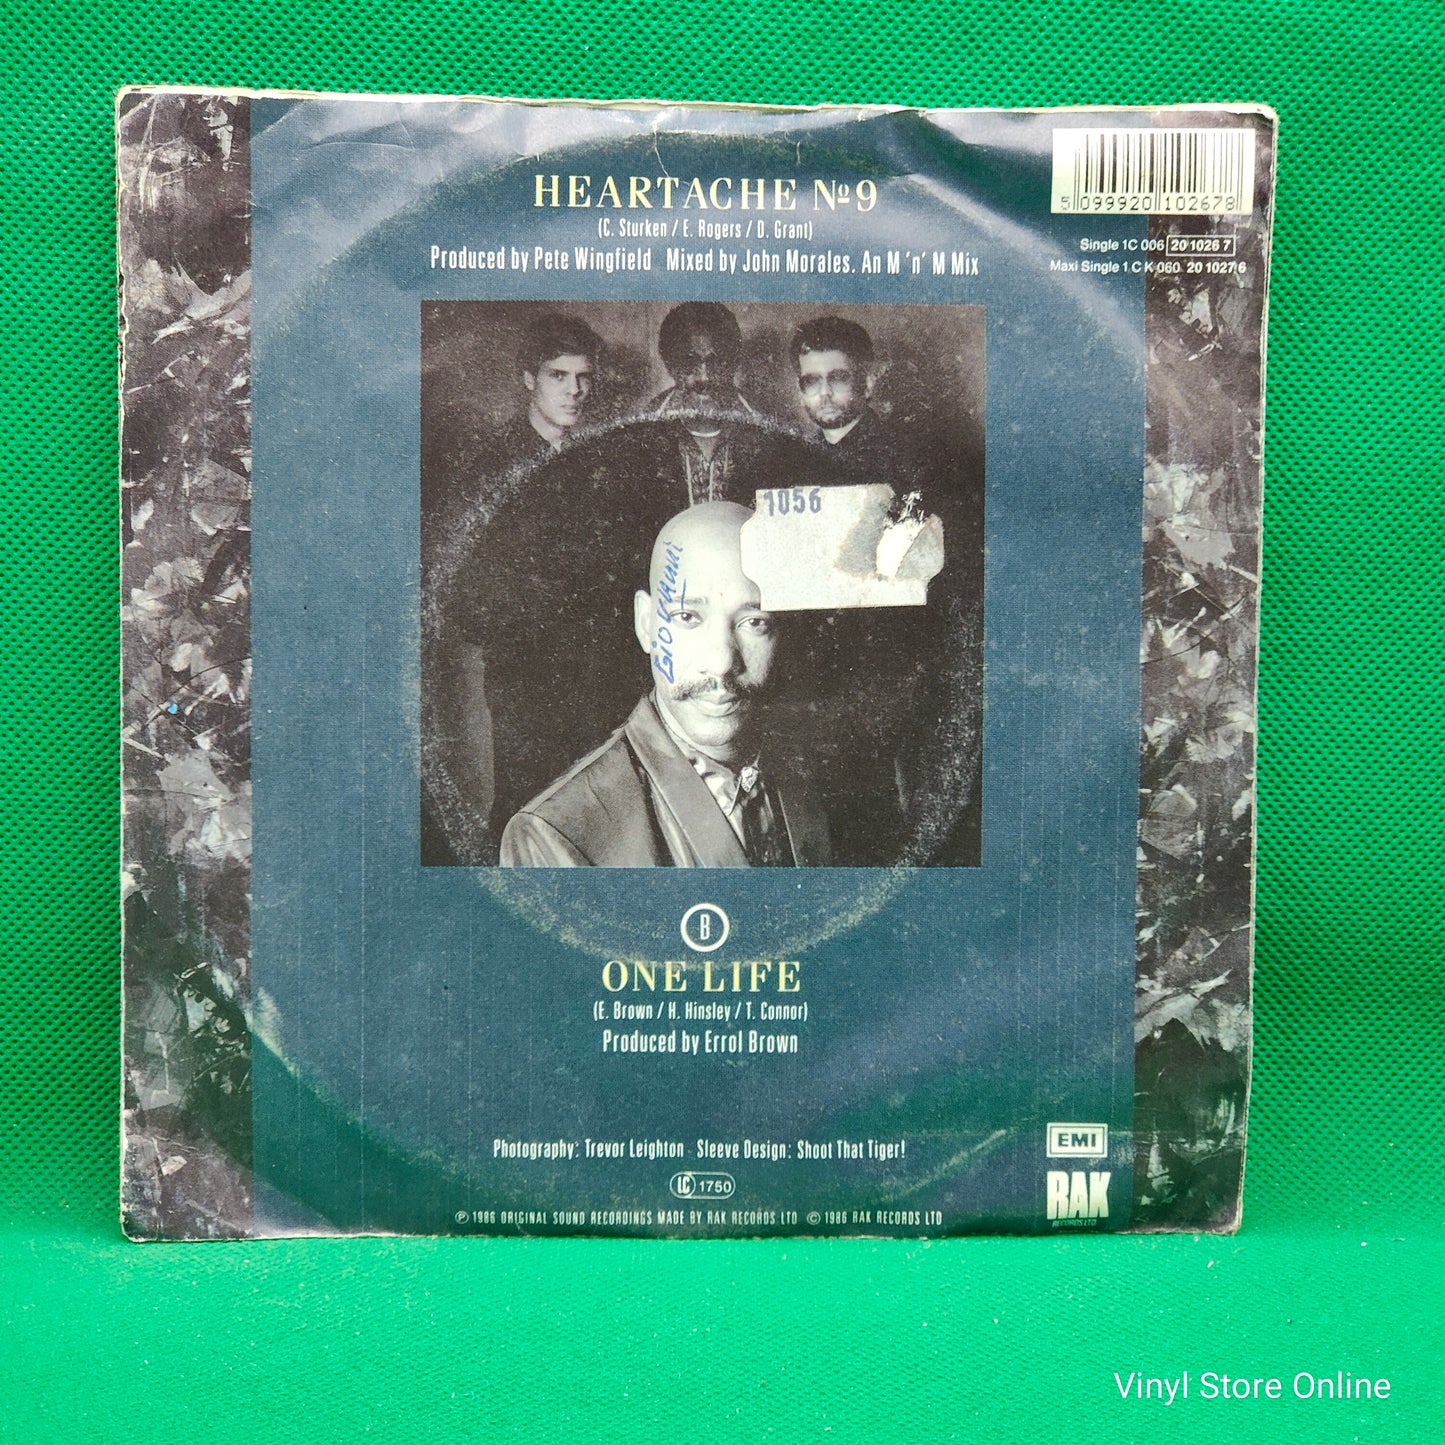 HEARTACHE Nº9
(C. Sturken / E. Rogers / D. Grant)
Produced by Pete Wingfield Mixed by John Morales. An M 'n' M Mix
5 099920 102678
Single 1C 006 20 1026 7
Maxi Single 1 C K 060 20 1027 6
1056
Giovanni
B
ONE LIFE
(E. Brown / H. Hinsley / T. Connor)
Produced by Errol Brown
Photography: Trevor Leighton Sleeve Design: Shoot That Tiger!
LC 1750
EMI
RAK
RECORDS LTD
℗ 1986 ORIGINAL SOUND RECORDINGS MADE BY RAK RECORDS LTD © 1986 RAK RECORDS LTD
Vinyl Store Online